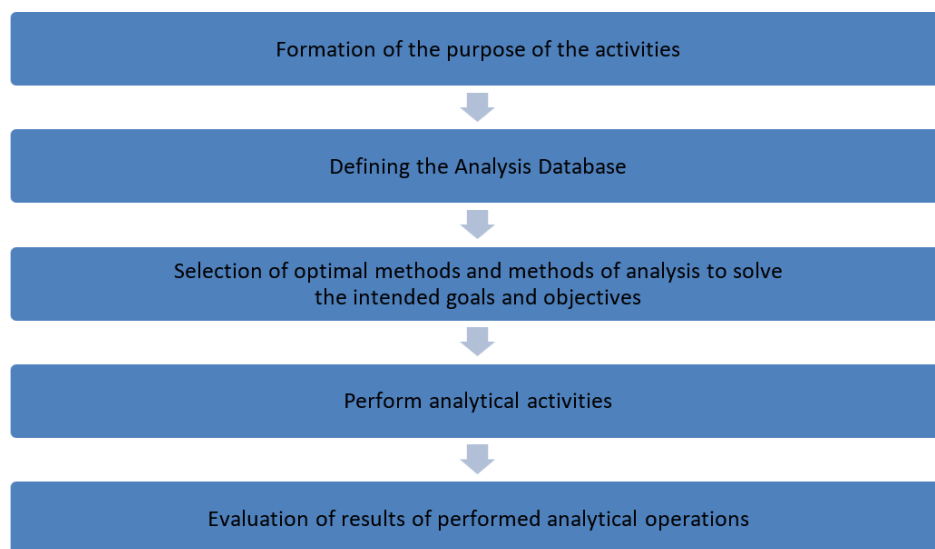 Formation of the purpose of the activities
Defining the Analysis Database
Selection of optimal methods and methods of analysis to solve
the intended goals and objectives
Perform analytical activities
Evaluation of results of performed analytical operations